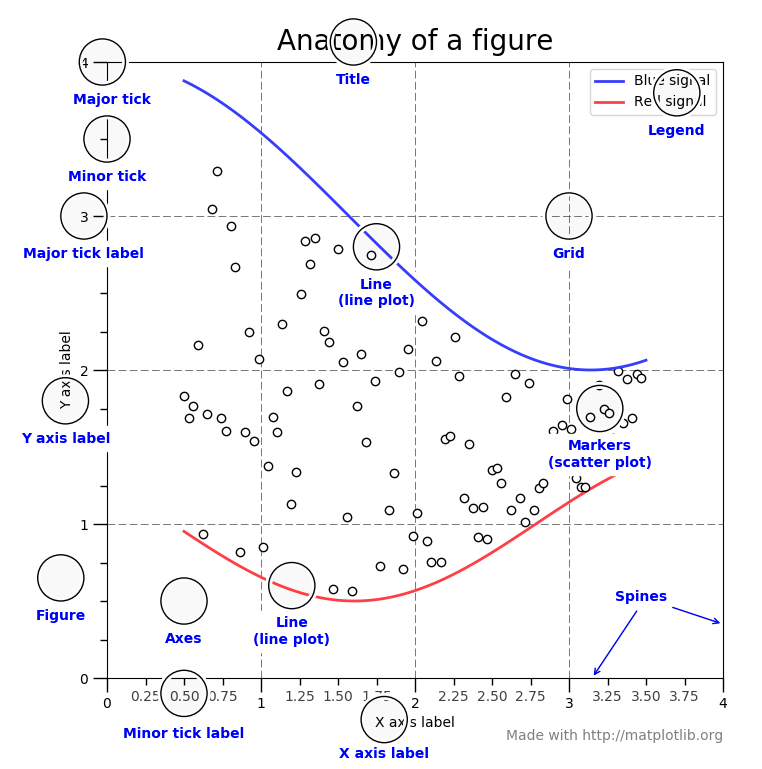 Anatomy of a figure
Title
Blue signal
Red signal
Legend
4
Major tick
Minor tick
3
Major tick label
Grid
Line
(line plot)
2
Y axis label
Y axis label
Markers
(scatter plot)
1
Figure
Axes
Line
(line plot)
Spines
0
0 0.25 0.50 0.75 1 1.25 1.50 1.75 2 2.25 2.50 2.75 3 3.25 3.50 3.75 4
Minor tick label
X axis label
X axis label
Made with http://matplotlib.org